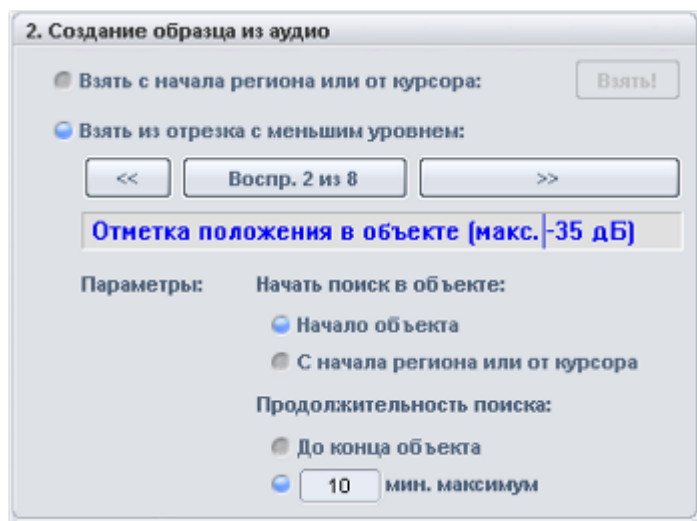 2. Создание образца из аудио
Взять с начала региона или от курсора: Взять!
Взять из отрезка с меньшим уровнем:
<< Воспр. 2 из 8 >>
Отметка положения в объекте (макс. -35 дБ)
Параметры: Начать поиск в объекте:
Начало объекта
С начала региона или от курсора
Продолжительность поиска:
До конца объекта
10 мин. максимум